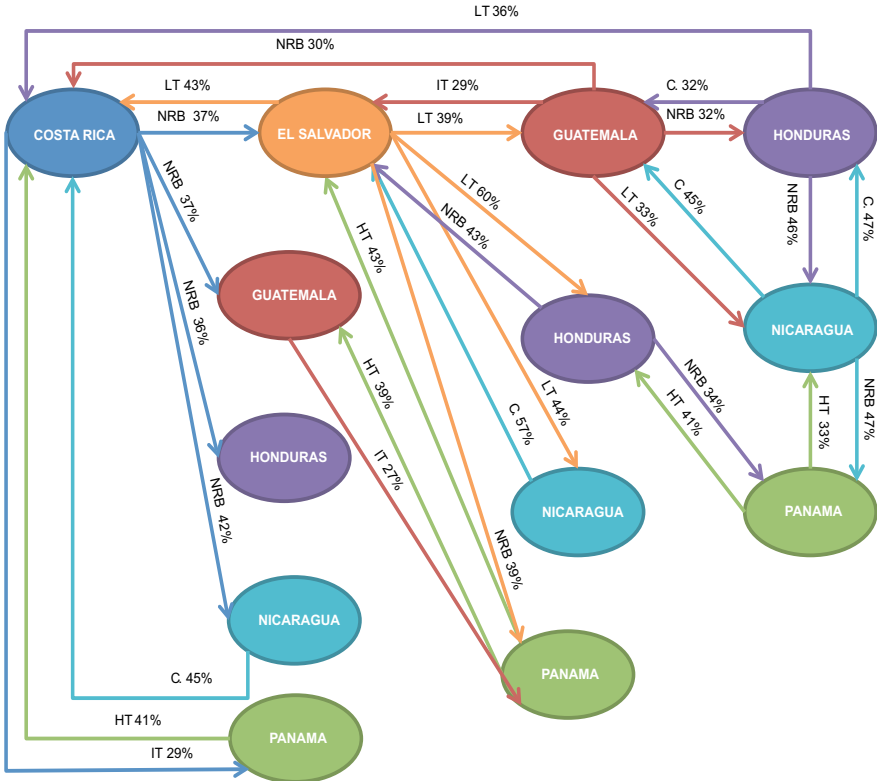 LT 36%
NRB 30%
LT 43%
IT 29%
C. 32%
COSTA RICA
NRB 37%
EL SALVADOR
LT 39%
GUATEMALA
NRB 32%
HONDURAS
NRB 37%
LT 60%
LT 33%
C 45%
NRB 46%
C. 47%
HT 43%
NRB 43%
GUATEMALA
NRB 36%
HONDURAS
NICARAGUA
HT 39%
LT 44%
NRB 34%
HT 41%
HT 33%
NRB 47%
C. 57%
HONDURAS
IT 27%
NRB 42%
NICARAGUA
PANAMA
NRB 39%
NICARAGUA
C. 45%
PANAMA
HT 41%
PANAMA
IT 29%